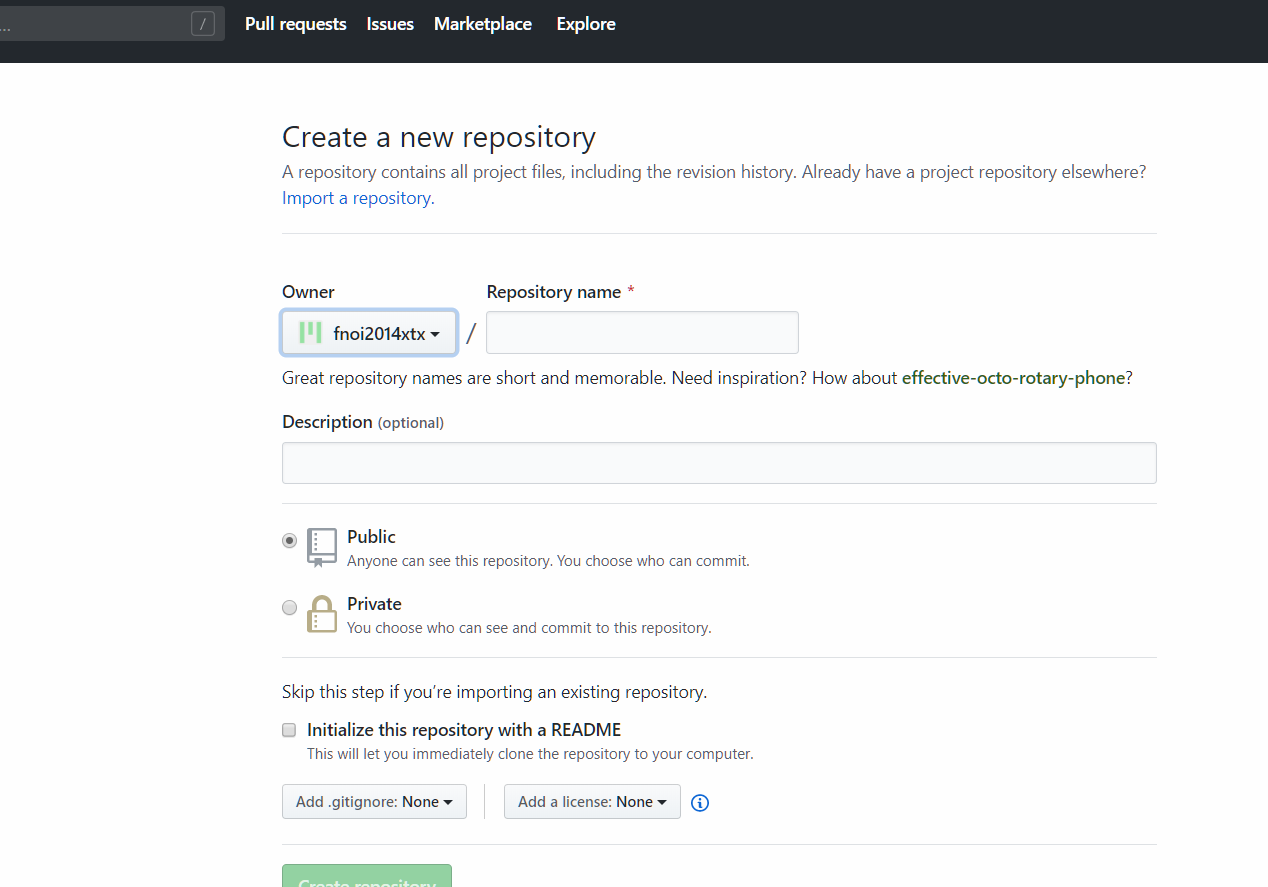 ... /
Pull requests Issues Marketplace Explore
Create a new repository
A repository contains all project files, including the revision history. Already have a project repository elsewhere?
Import a repository.
Owner Repository name *
fnoi2014xtx /
Great repository names are short and memorable. Need inspiration? How about effective-octo-rotary-phone?
Description (optional)
Public
Anyone can see this repository. You choose who can commit.
Private
You choose who can see and commit to this repository.
Skip this step if you’re importing an existing repository.
Initialize this repository with a README
This will let you immediately clone the repository to your computer.
Add .gitignore: None Add a license: None
Create repository